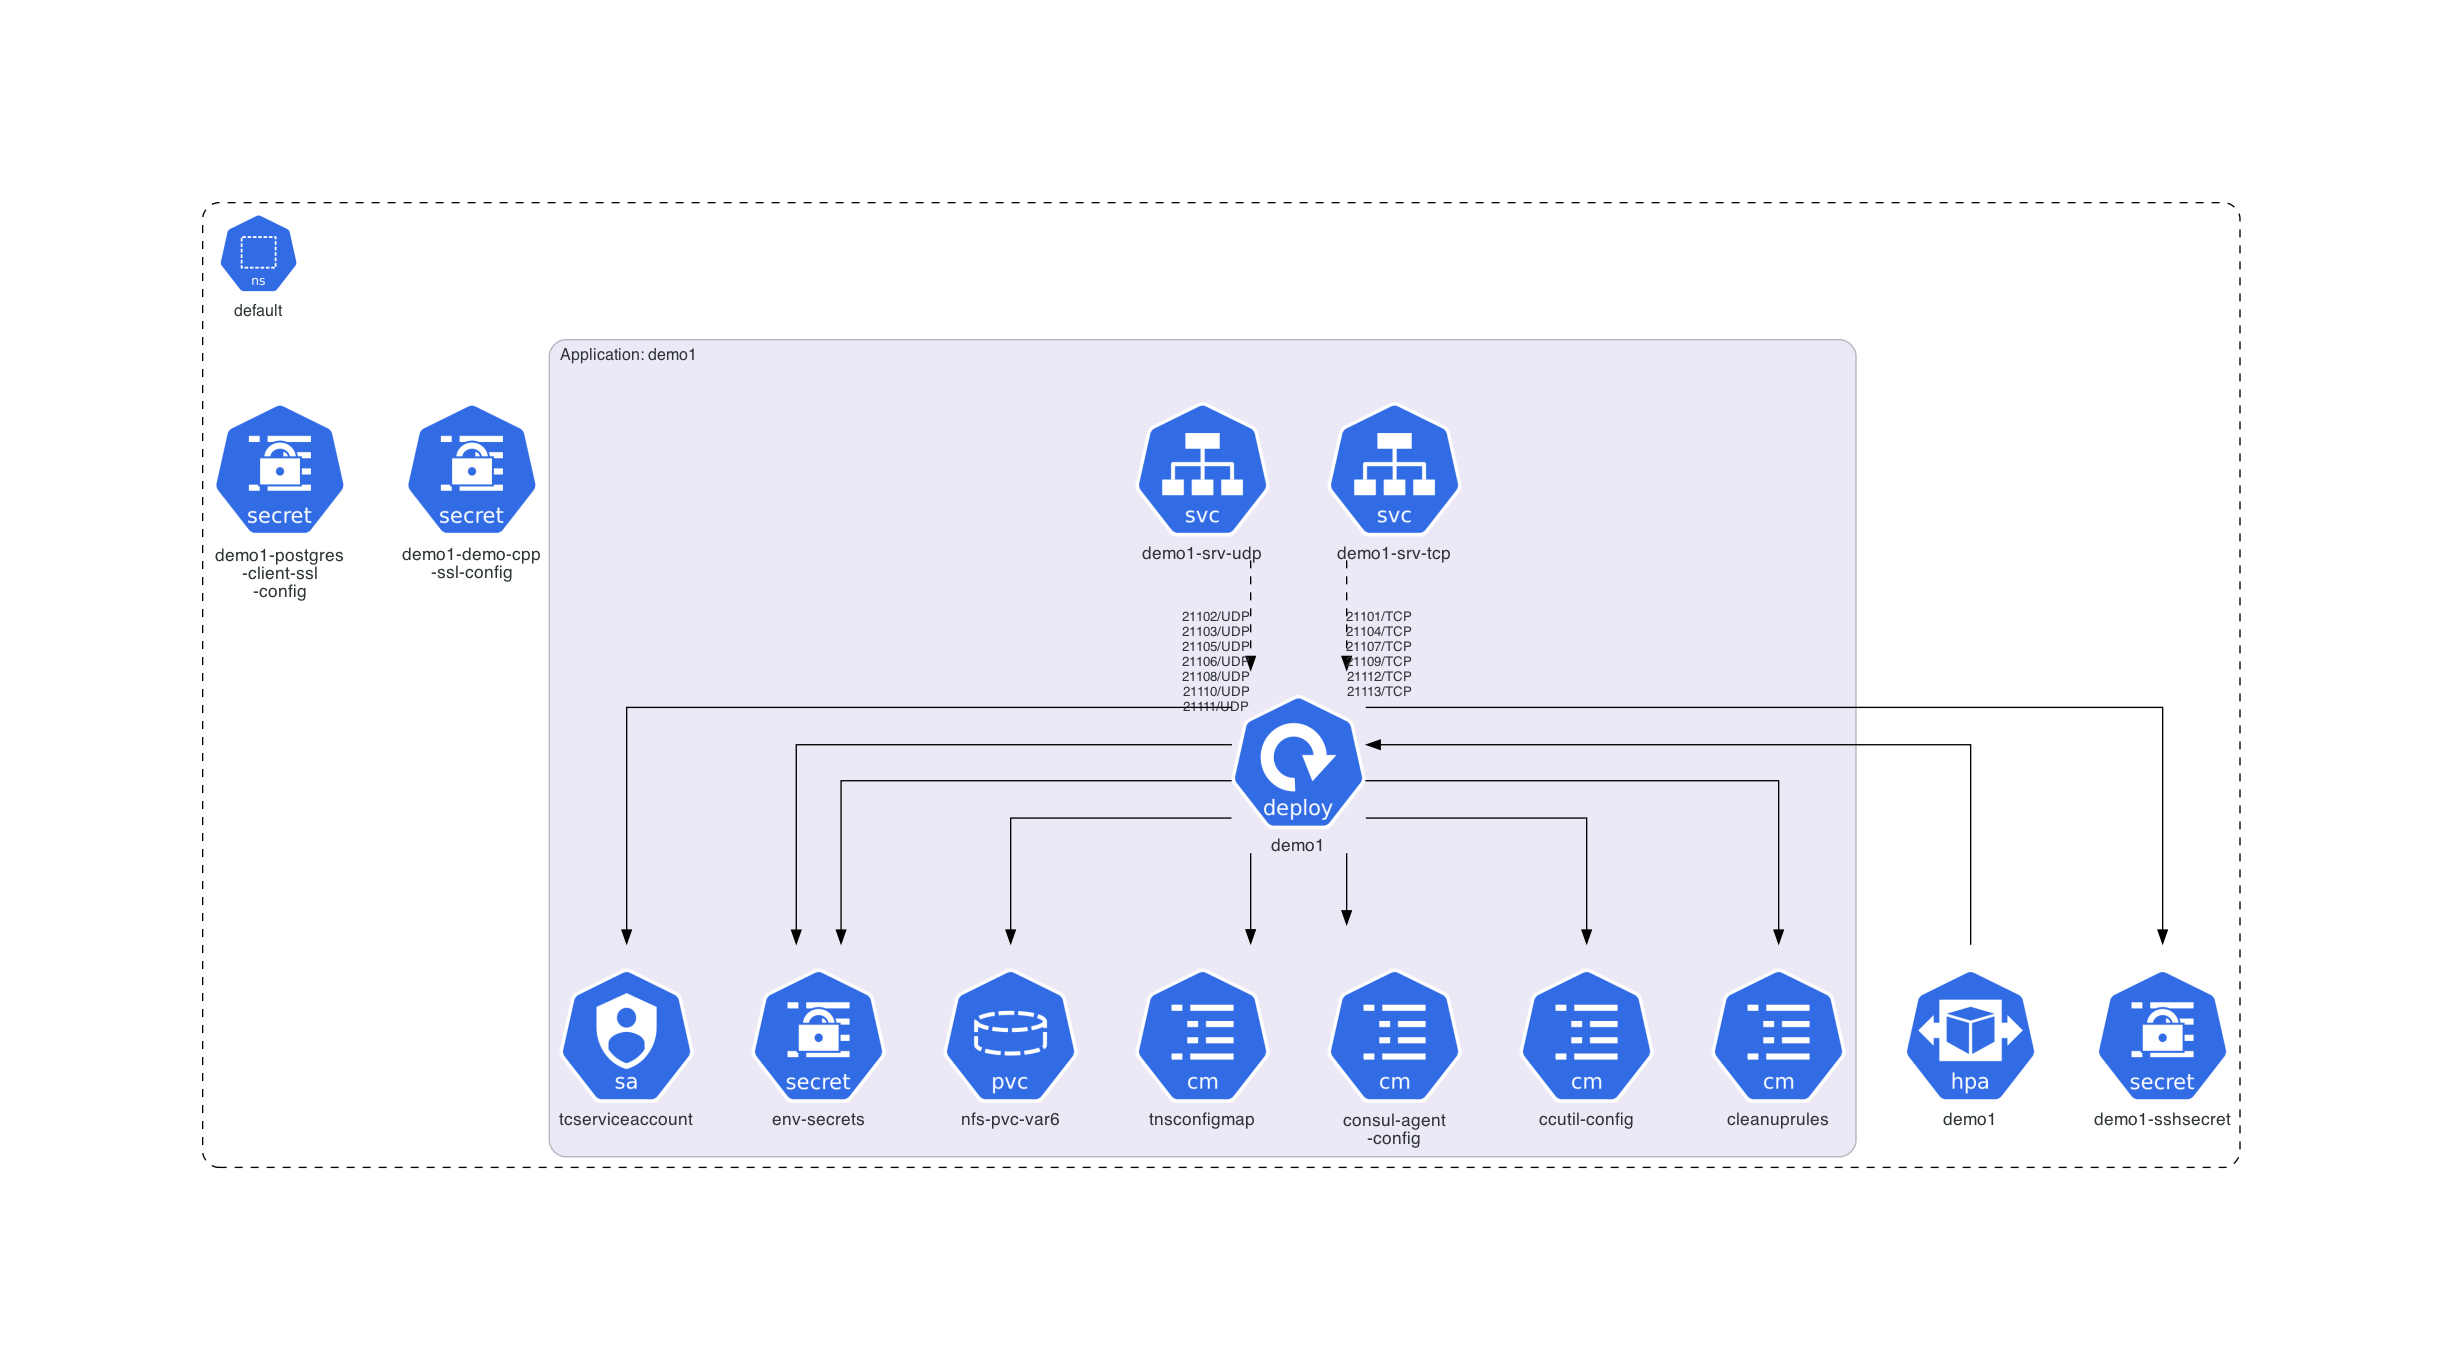 ns
default
Application: demo1
secret
demo1-postgres
-client-ssl
-config
secret
demo1-demo-cpp
-ssl-config
svc
demo1-srv-udp
svc
demo1-srv-tcp
21102/UDP
21103/UDP
21105/UDP
21106/UDP
21108/UDP
21110/UDP
21111/UDP
21101/TCP
21104/TCP
21107/TCP
21109/TCP
21112/TCP
21113/TCP
deploy
demo1
sa
tcserviceaccount
secret
env-secrets
pvc
nfs-pvc-var6
cm
tnsconfigmap
cm
consul-agent
-config
cm
ccutil-config
cm
cleanuprules
hpa
demo1
secret
demo1-sshsecret